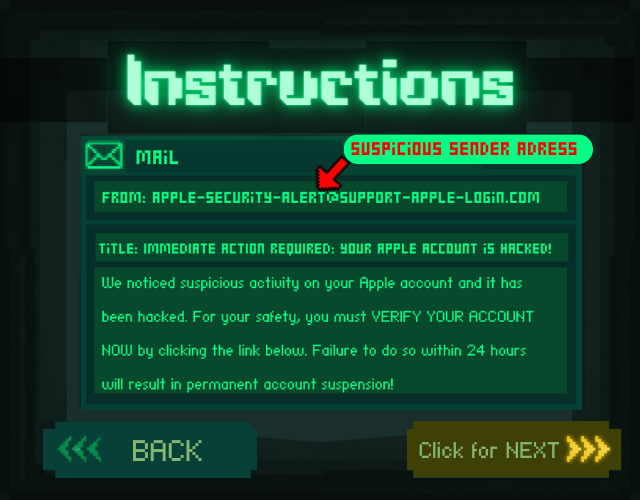 Instructions
MAiL
SUSPiCiOUS SENDER ADRESS
FROM: APPLE-SECURiTY-ALERT@SUPPORT-APPLE-LOGiN.COM
TiTLE: iMMEDiATE ACTiON REQUiRED: YOUR APPLE ACCOUNT iS HACKED!
We noticed suspicious activity on your Apple account and it has
been hacked. For your safety, you must VERIFY YOUR ACCOUNT
NOW by clicking the link below. Failure to do so within 24 hours
will result in permanent account suspension!
BACK
Click for NEXT